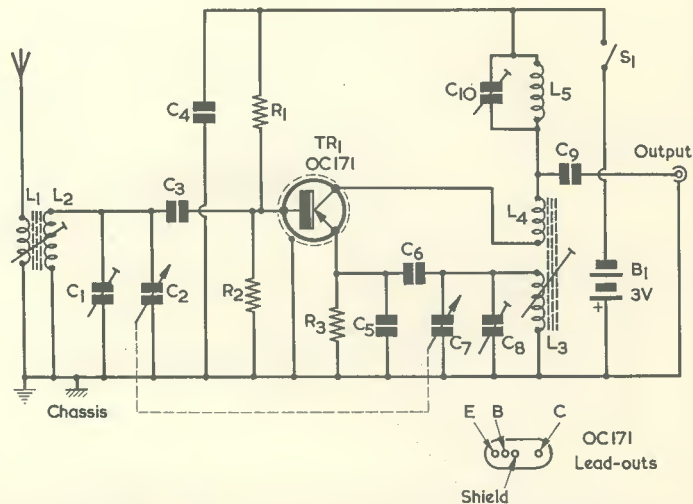 S1
C10
L5
C4
R1
TR1
OC171
C9
Output
L1 L2
C3
L4
C6
B1
3V
+
C1
C2
R2
R3
C5
C7
C8
L3
Chassis
E B C
OC171
Lead-outs
Shield